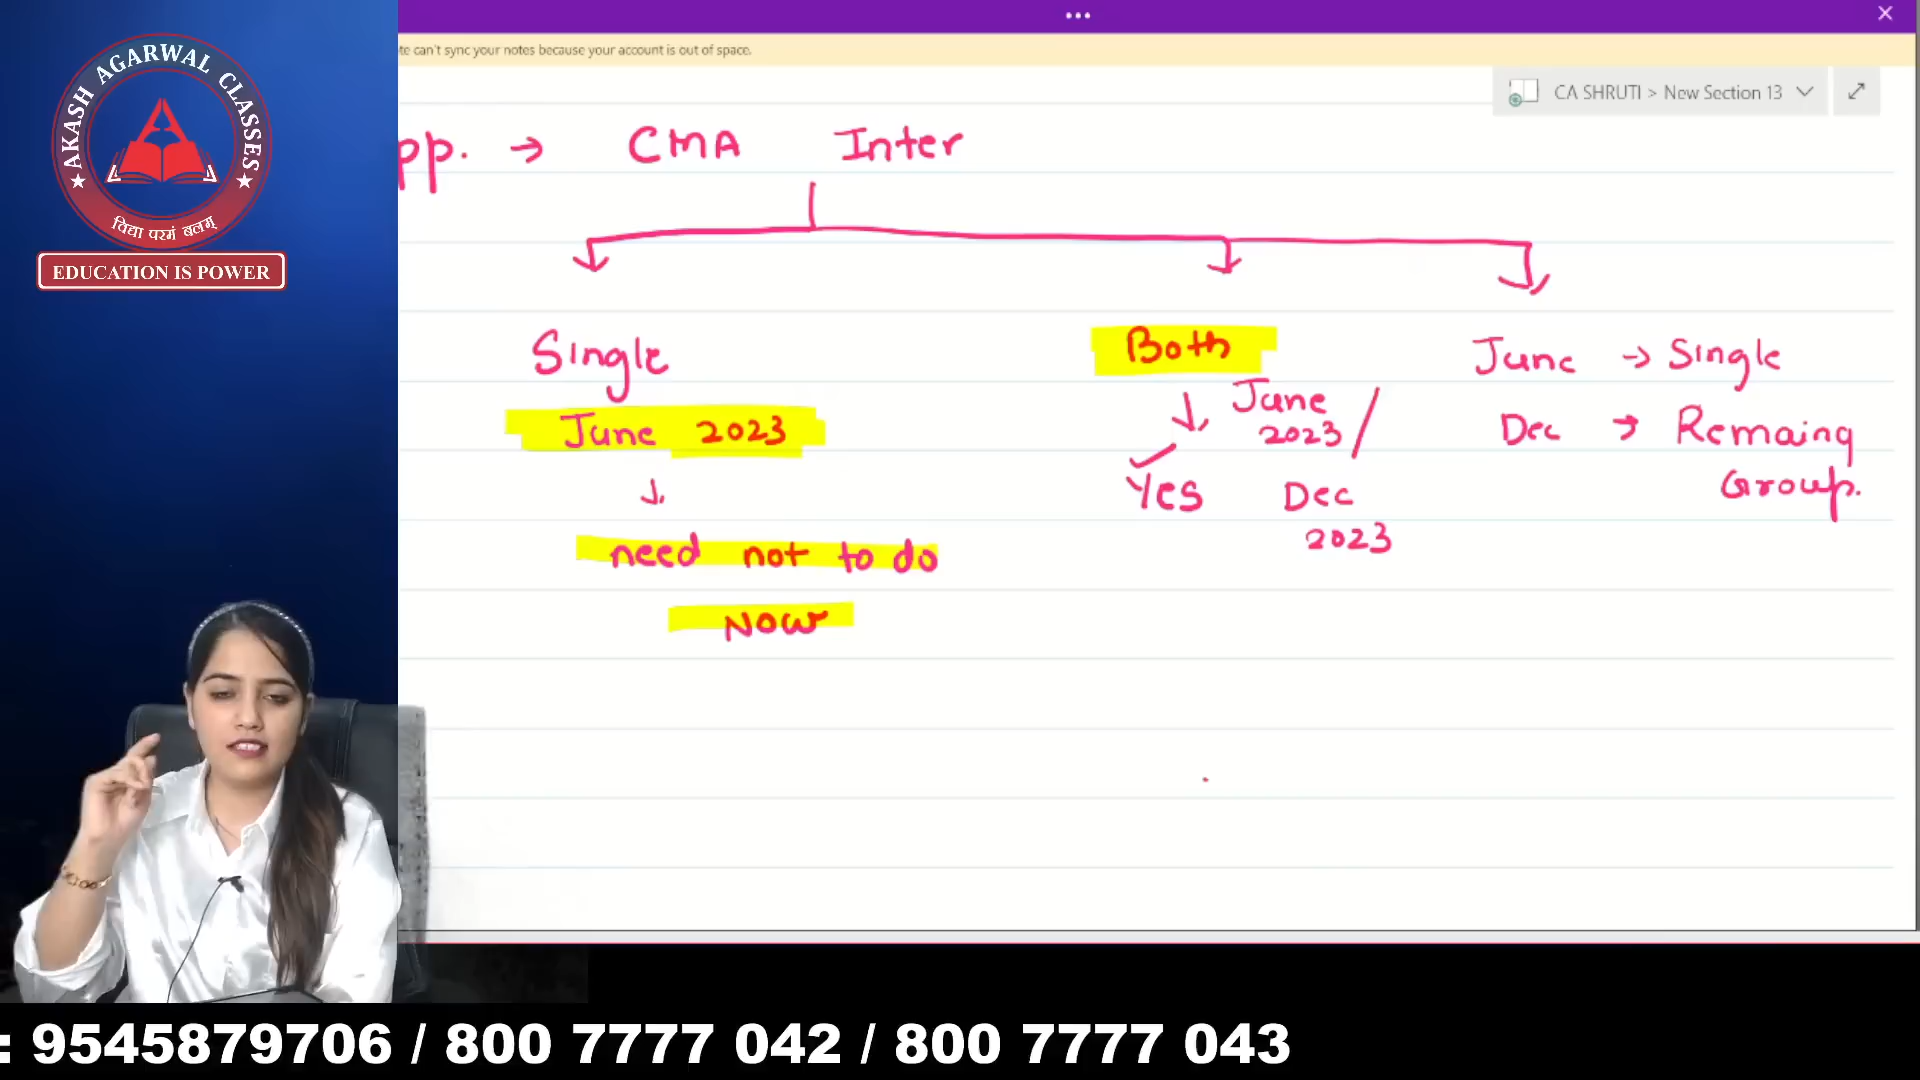 AKASH AGARWAL CLASSES
विद्या परमं बलम्
EDUCATION IS POWER
te can't sync your notes because your account is out of space.
CA SHRUTI > New Section 13
pp. → CMA Inter
Single
June 2023
↓
need not to do
Now
Both
↓ June 2023 /
Yes Dec 2023
June → Single
Dec → Remaing
Group.
: 9545879706 / 800 7777 042 / 800 7777 043